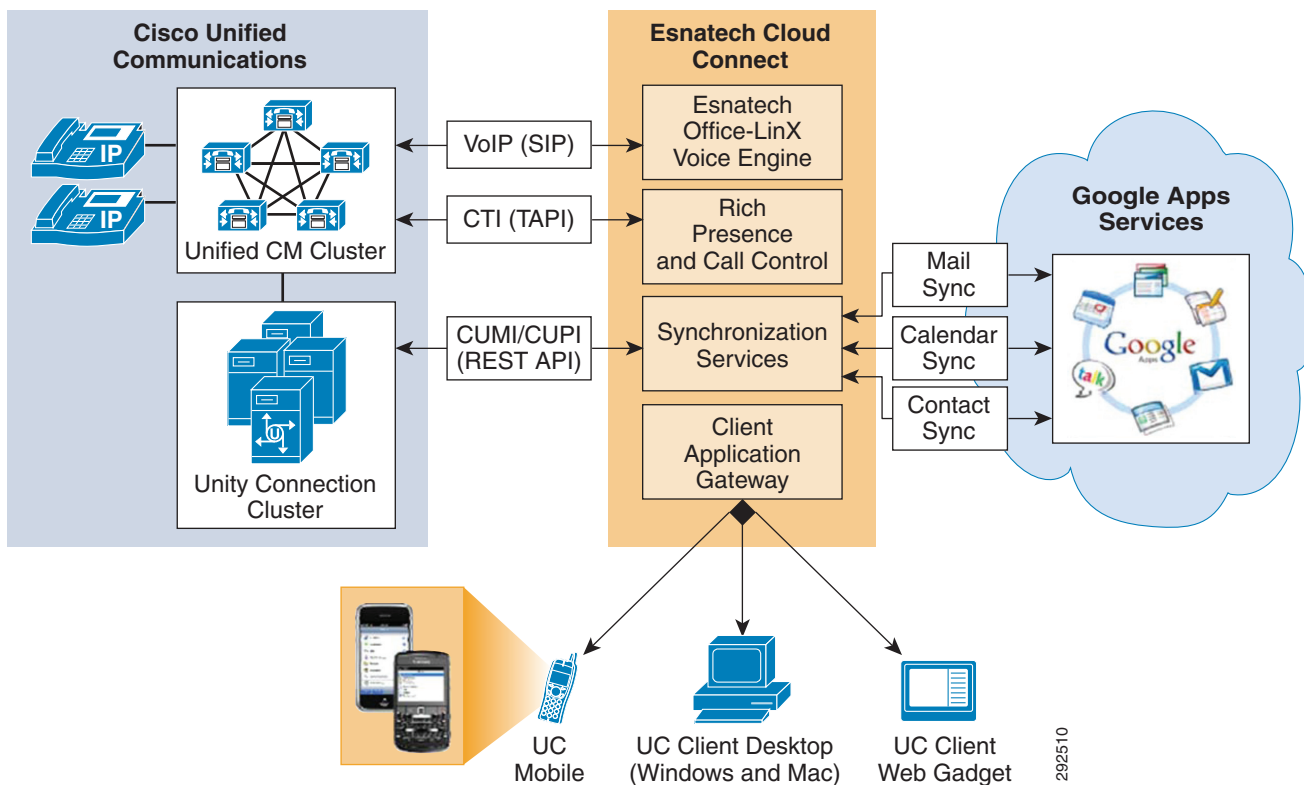 Cisco Unified
Communications
IP
IP
Unified CM Cluster
Unity Connection
Cluster
U
VoIP (SIP)
CTI (TAPI)
CUMI/CUPI
(REST API)
Esnatech Cloud
Connect
Esnatech
Office-LinX
Voice Engine
Rich
Presence
and Call Control
Synchronization
Services
Client
Application
Gateway
Mail
Sync
Calendar
Sync
Contact
Sync
Google Apps
Services
Google
Apps
talk
UC
Mobile
UC Client Desktop
(Windows and Mac)
UC Client
Web Gadget
292510